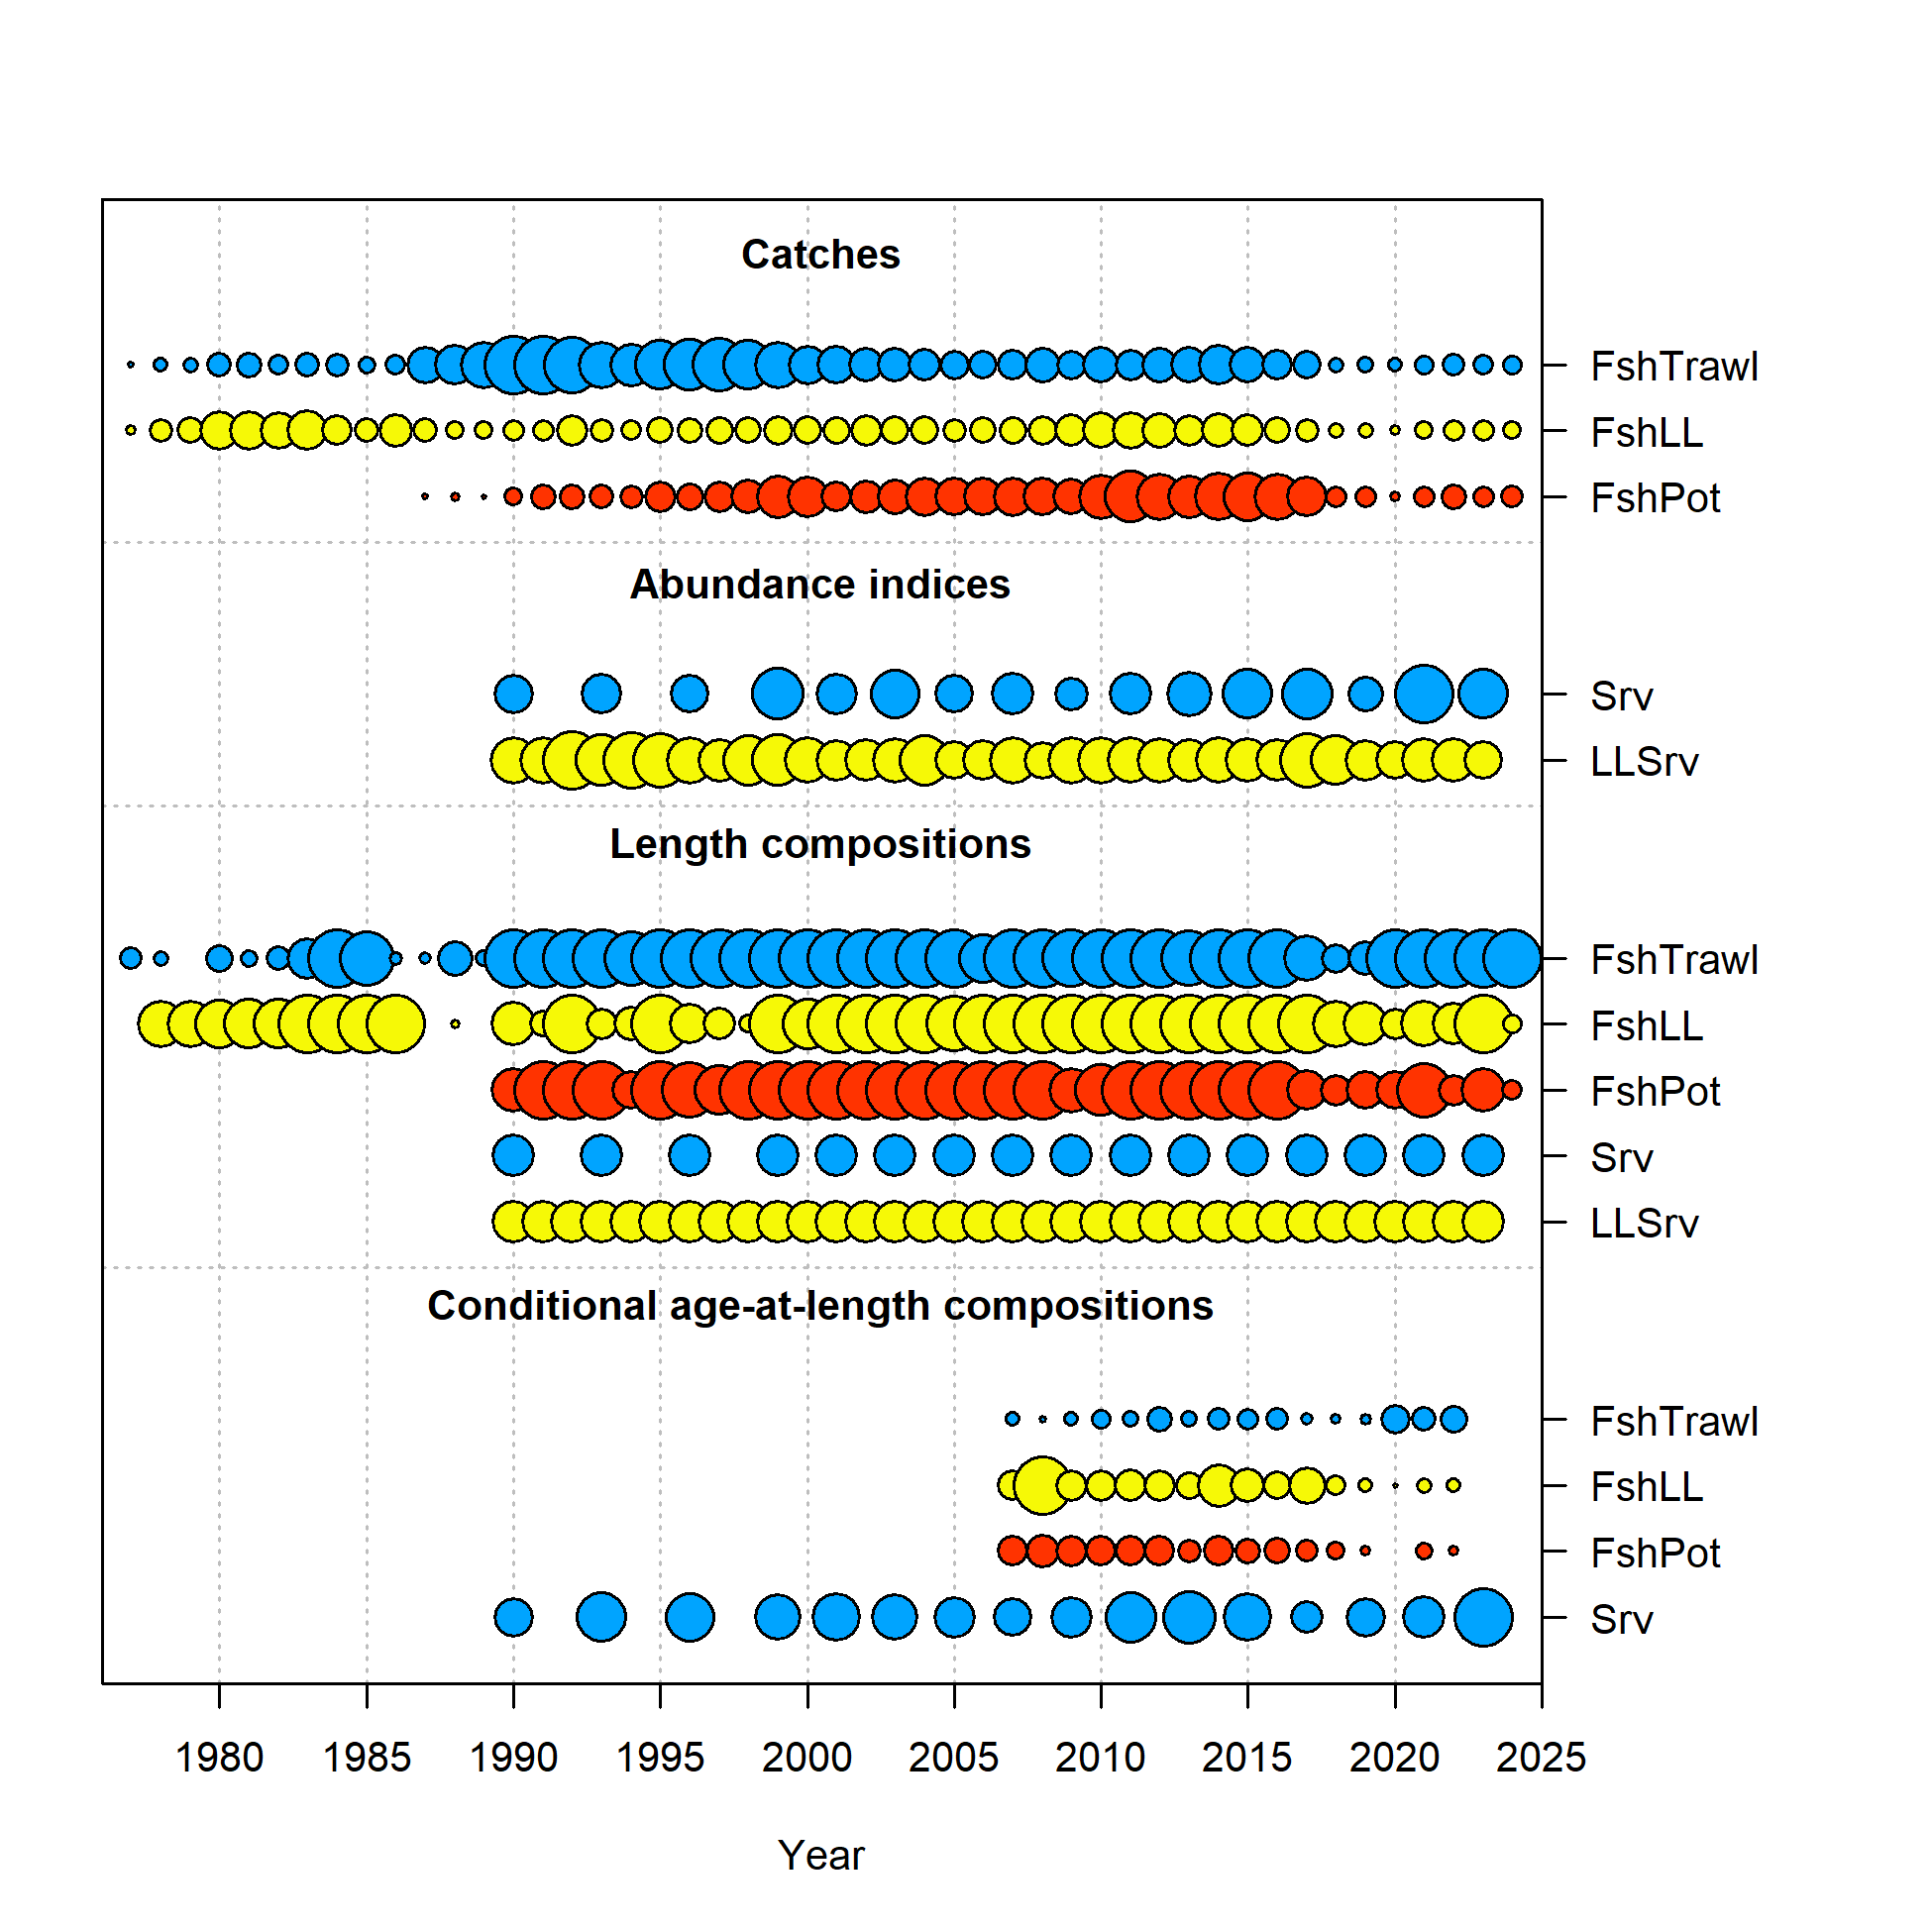 Catches
FshTrawl
FshLL
FshPot
Abundance indices
Srv
LLSrv
Length compositions
FshTrawl
FshLL
FshPot
Srv
LLSrv
Conditional age-at-length compositions
FshTrawl
FshLL
FshPot
Srv
1980 1985 1990 1995 2000 2005 2010 2015 2020 2025
Year